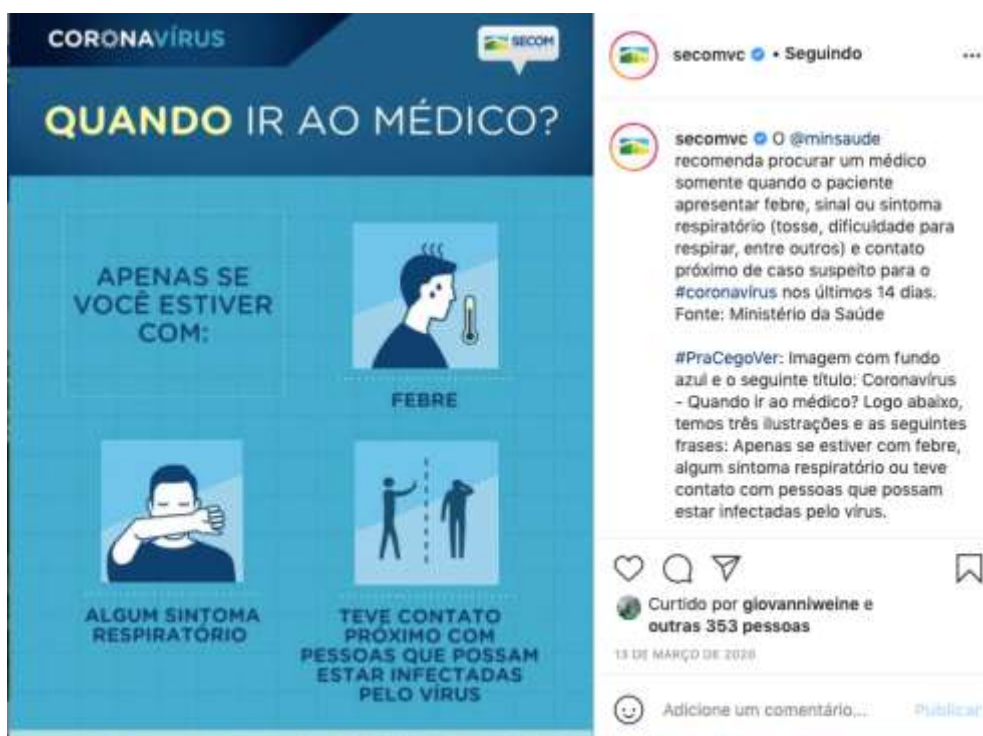 CORONAVÍRUS
SECOM
QUANDO IR AO MÉDICO?
APENAS SE
VOCÊ ESTIVER
COM:
FEBRE
ALGUM SINTOMA
RESPIRATÓRIO
TEVE CONTATO
PRÓXIMO COM
PESSOAS QUE POSSAM
ESTAR INFECTADAS
PELO VÍRUS
secomvc • Seguindo
secomvc O @minsaude
recomenda procurar um médico
somente quando o paciente
apresentar febre, sinal ou sintoma
respiratório (tosse, dificuldade para
respirar, entre outros) e contato
próximo de caso suspeito para o
#coronavírus nos últimos 14 dias.
Fonte: Ministério da Saúde
#PraCegoVer: Imagem com fundo
azul e o seguinte título: Coronavírus
- Quando ir ao médico? Logo abaixo,
temos três ilustrações e as seguintes
frases: Apenas se estiver com febre,
algum sintoma respiratório ou teve
contato com pessoas que possam
estar infectadas pelo vírus.
Curtido por giovanniweine e
outras 353 pessoas
13 DE MARÇO DE 2020
Adicione um comentário... Publicar